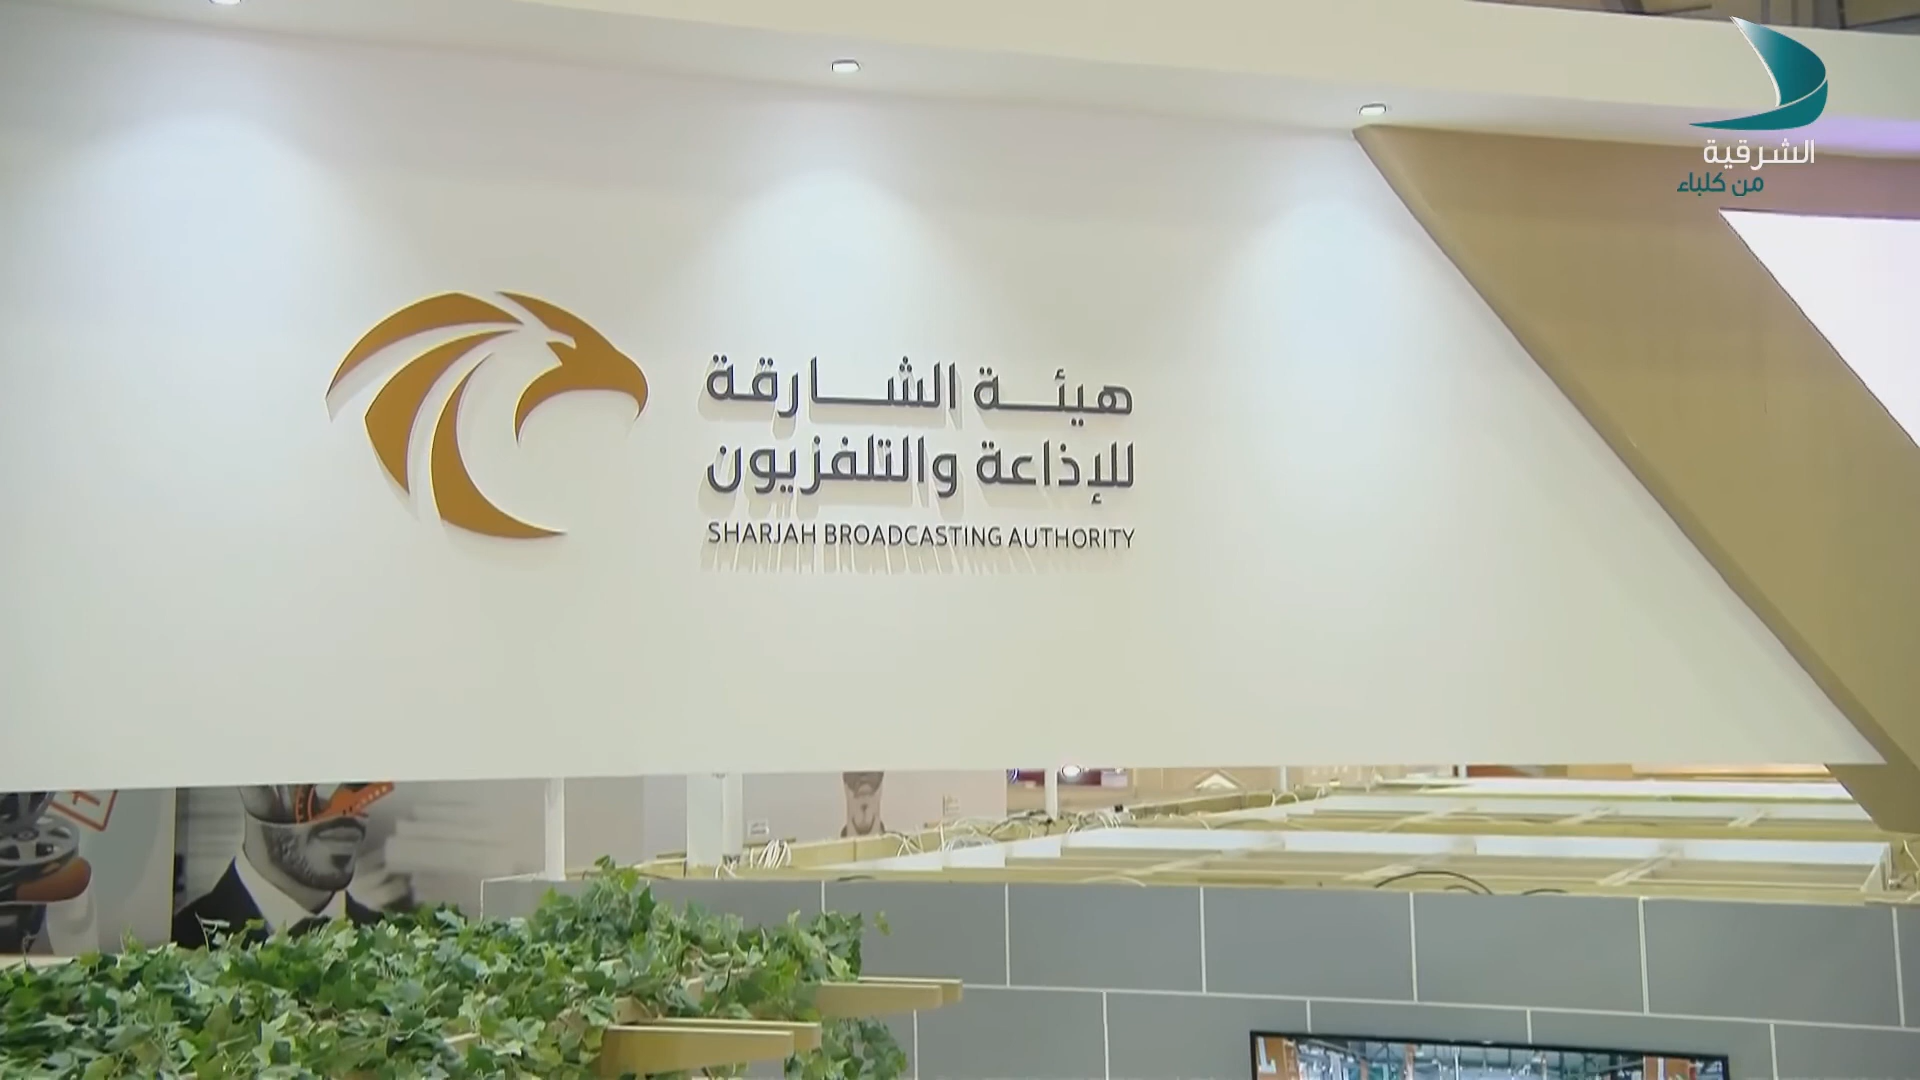 الشرقية
من كلباء
هيئة الشارقة
للإذاعة والتلفزيون
SHARJAH BROADCASTING AUTHORITY